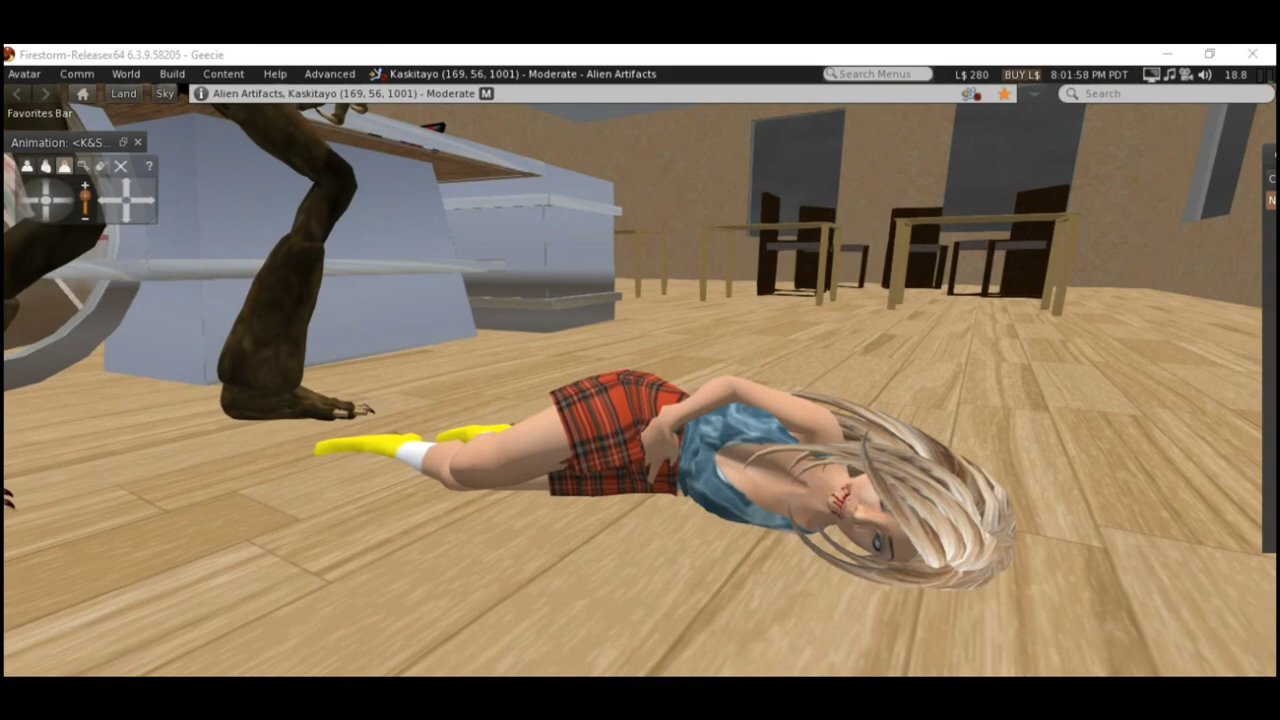 Firestorm-Releasex64 6.3.9.58205 - Geecie
Avatar Comm World Build Content Help Advanced Kaskitayo (169, 56, 1001) - Moderate - Alien Artifacts Search Menus L$ 280 BUY L$ 8:01:58 PM PDT 18.8
Land Sky Alien Artifacts, Kaskitayo (169, 56, 1001) - Moderate M Search
Favorites Bar
Animation: <K&S...
?
C
N